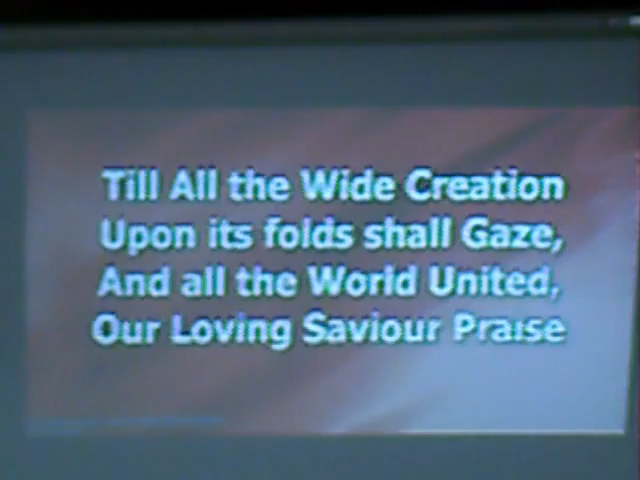 Till All the Wide Creation
Upon its folds shall Gaze,
And all the World United,
Our Loving Saviour Praise